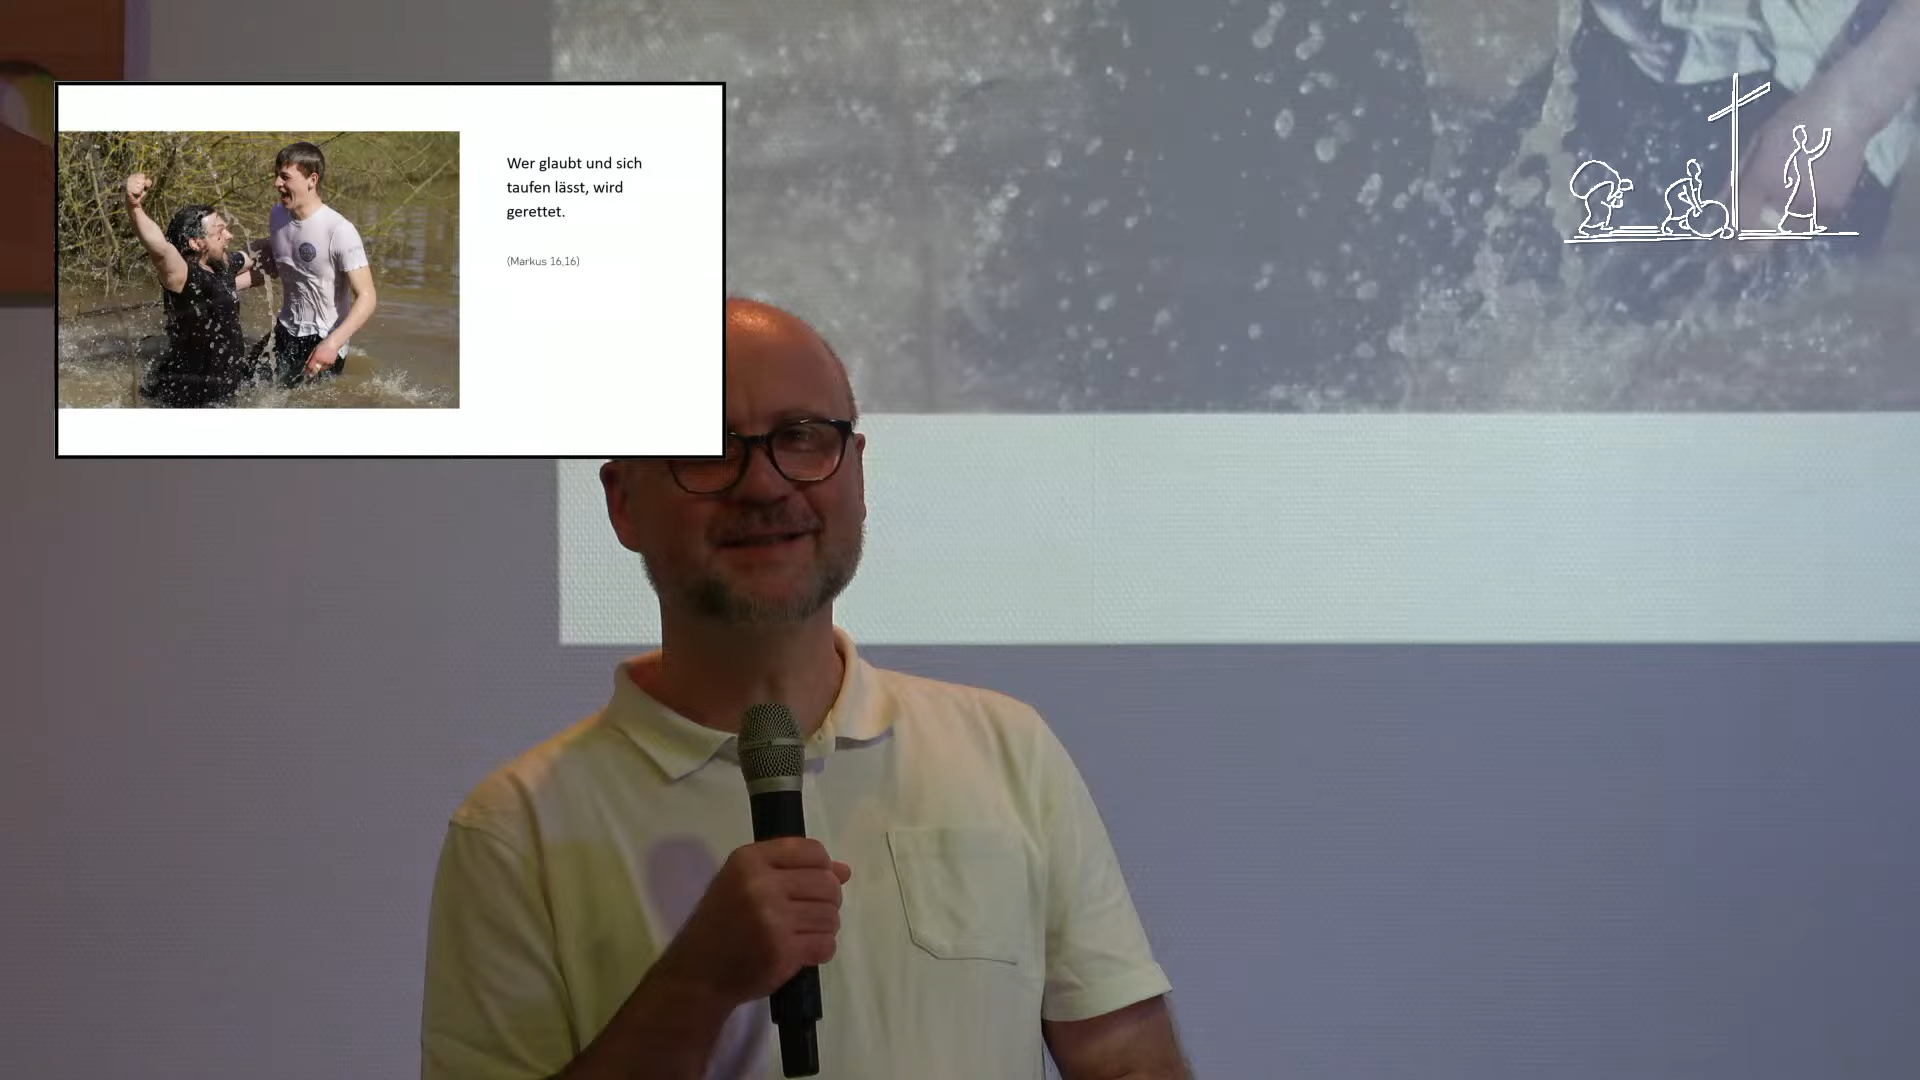 Wer glaubt und sich
taufen lässt, wird
gerettet.
(Markus 16,16)